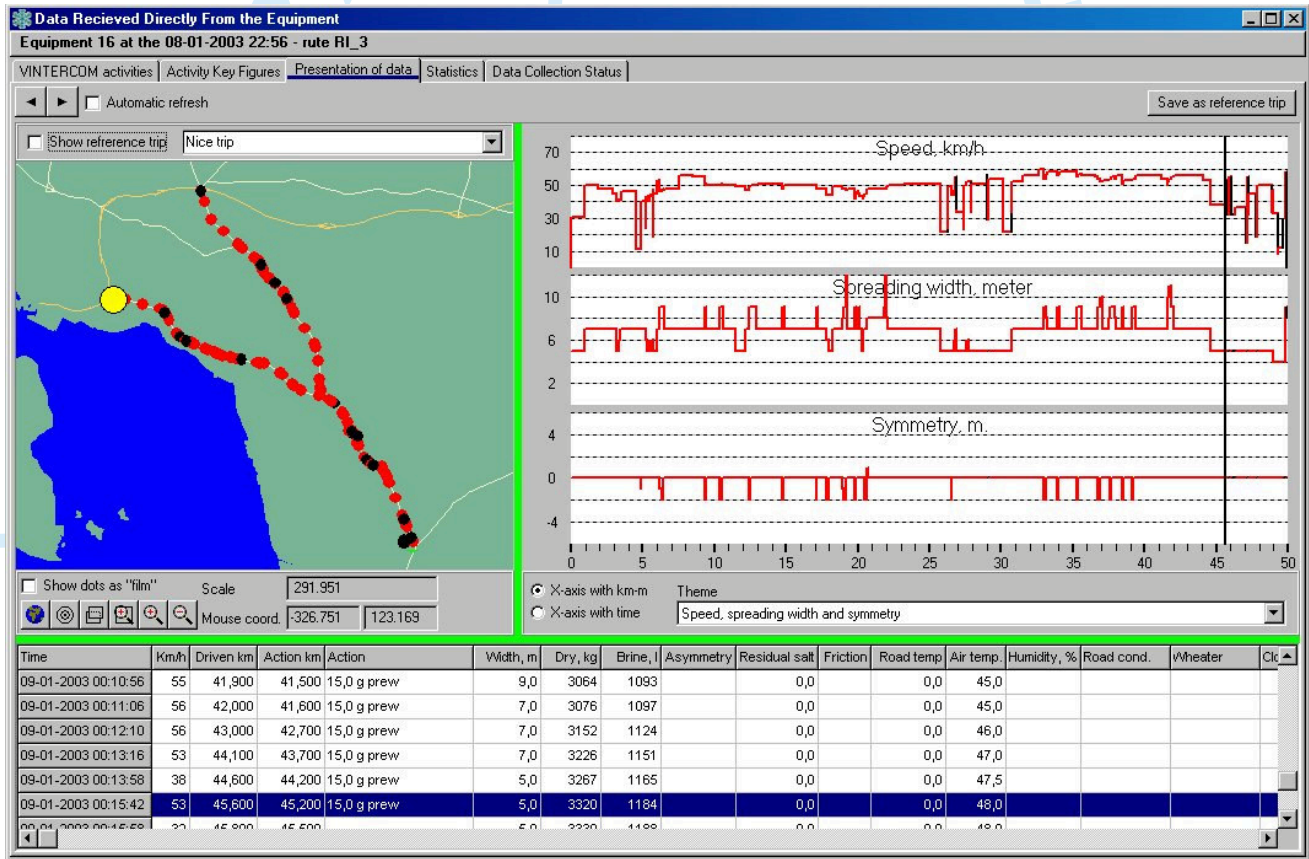 Data Recieved Directly From the Equipment
Equipment 16 at the 08-01-2003 22:56 - rute RI_3
VINTERCOM activities Activity Key Figures Presentation of data Statistics Data Collection Status
Automatic refresh Save as reference trip
Show refrerence trip Nice trip
Speed, km/h
70
50
30
10
Spreading width, meter
10
6
2
Symmetry, m.
4
0
-4
0 5 10 15 20 25 30 35 40 45 50
Show dots as "film" Scale 291.951
Mouse coord. -326.751 123.169
X-axis with km-m Theme
X-axis with time Speed, spreading width and symmetry
Time Km/h Driven km Action km Action Width, m Dry, kg Brine, l Asymmetry Residual salt Friction Road temp Air temp. Humidity, % Road cond. Wheater Clo
09-01-2003 00:10:56 55 41,900 41,500 15,0 g prew 9,0 3064 1093 0,0 0,0 45,0
09-01-2003 00:11:06 56 42,000 41,600 15,0 g prew 7,0 3076 1097 0,0 0,0 45,0
09-01-2003 00:12:10 56 43,000 42,700 15,0 g prew 7,0 3152 1124 0,0 0,0 46,0
09-01-2003 00:13:16 53 44,100 43,700 15,0 g prew 7,0 3226 1151 0,0 0,0 47,0
09-01-2003 00:13:58 38 44,600 44,200 15,0 g prew 5,0 3267 1165 0,0 0,0 47,5
09-01-2003 00:15:42 53 45,600 45,200 15,0 g prew 5,0 3320 1184 0,0 0,0 48,0